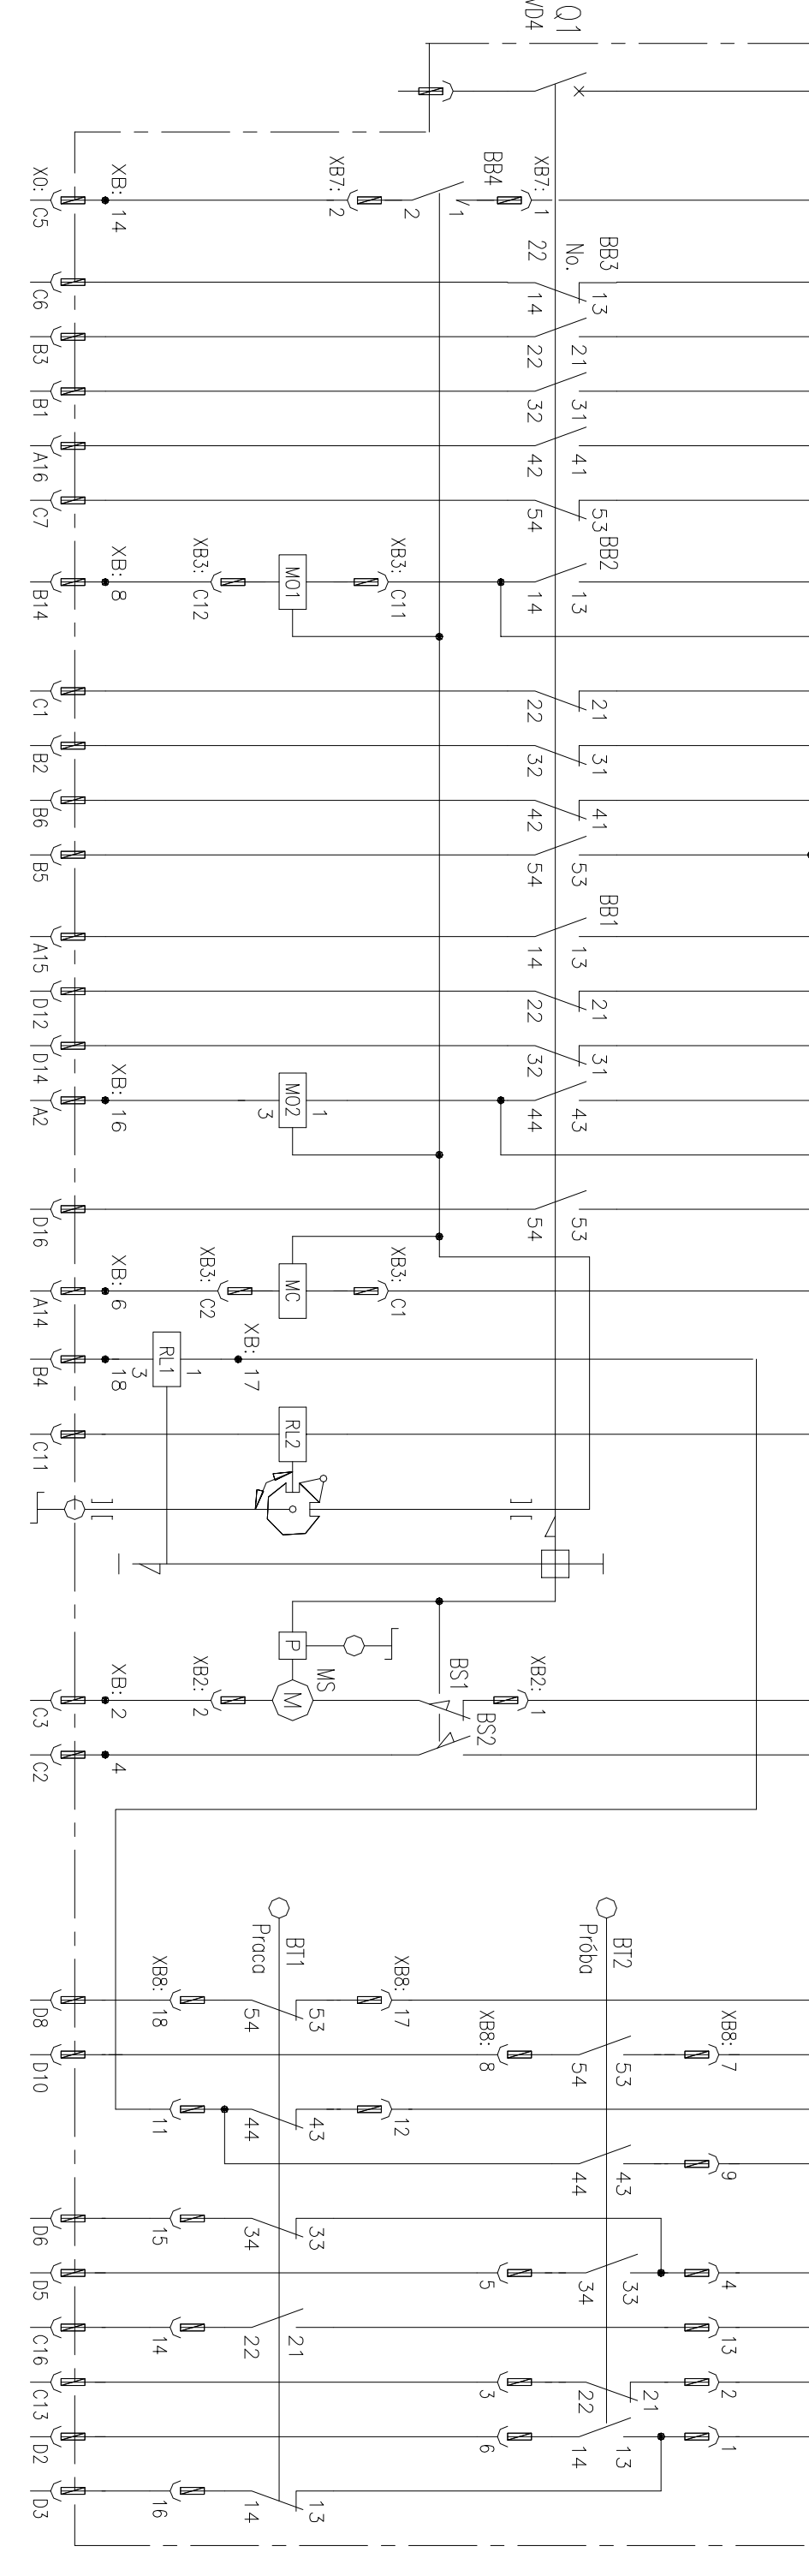 Q1
VD4
X0: C5
XB: 14
XB7: 2
2
1
BB4
XB7: 1
BB3
No.
22
C6
14
13
B3
22
21
B1
32
31
A16
42
41
C7
54
53
BB2
B14
XB: 8
XB3: C12
MO1
XB3: C11
14
13
C1
22
21
B2
32
31
B6
42
41
B5
54
53
BB1
A15
14
13
D12
22
21
D14
32
31
A2
XB: 16
MO2
3
1
44
43
D16
54
53
A14
XB: 6
XB3: C2
MC
XB3: C1
B4
18
RL1
3
1
XB: 17
C11
RL2
P
MS
M
C3
XB: 2
XB2: 2
BS1
BS2
XB2: 1
C2
4
BT1
Praca
BT2
Próba
D8
XB8: 18
54
53
XB8: 17
D10
XB8: 8
54
53
XB8: 7
11
44
43
12
44
43
9
D6
15
34
33
D5
5
34
33
4
C16
14
22
21
13
C13
3
22
21
2
D2
6
14
13
1
D3
16
14
13